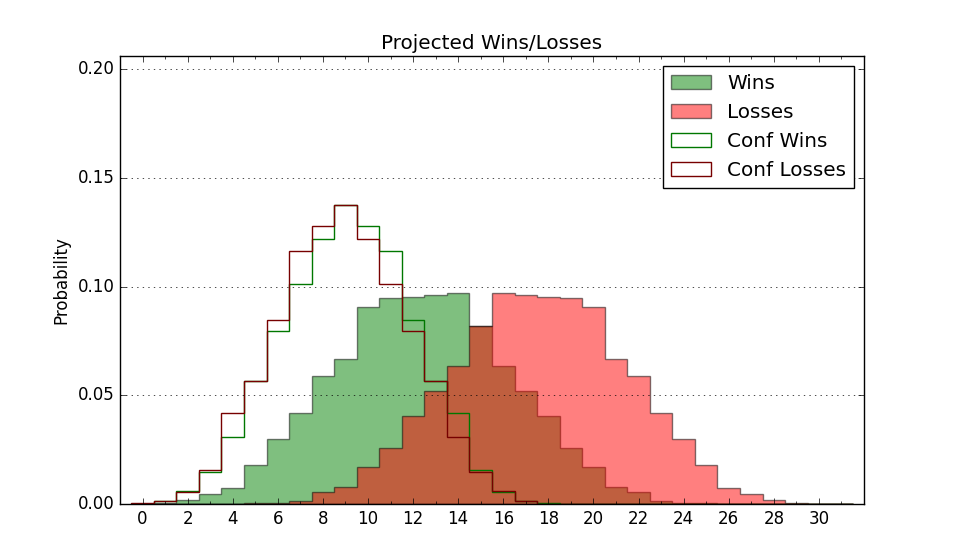 Projected Wins/Losses
0.20
0.15
0.10
0.05
0.00
Probability
Wins
Losses
Conf Wins
Conf Losses
0 2 4 6 8 10 12 14 16 18 20 22 24 26 28 30